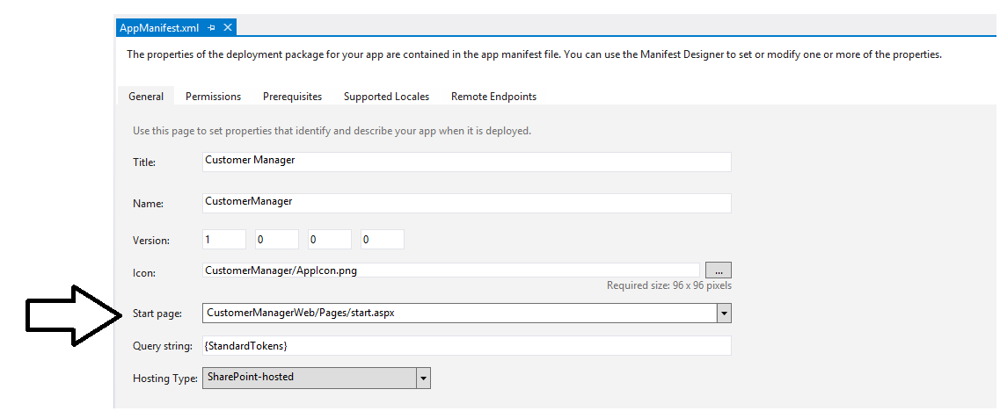 AppManifest.xml
The properties of the deployment package for your app are contained in the app manifest file. You can use the Manifest Designer to set or modify one or more of the properties.
General Permissions Prerequisites Supported Locales Remote Endpoints
Use this page to set properties that identify and describe your app when it is deployed.
Title: Customer Manager
Name: CustomerManager
Version: 1 0 0 0
Icon: CustomerManager/AppIcon.png ...
Required size: 96 x 96 pixels
Start page: CustomerManagerWeb/Pages/start.aspx
Query string: {StandardTokens}
Hosting Type: SharePoint-hosted